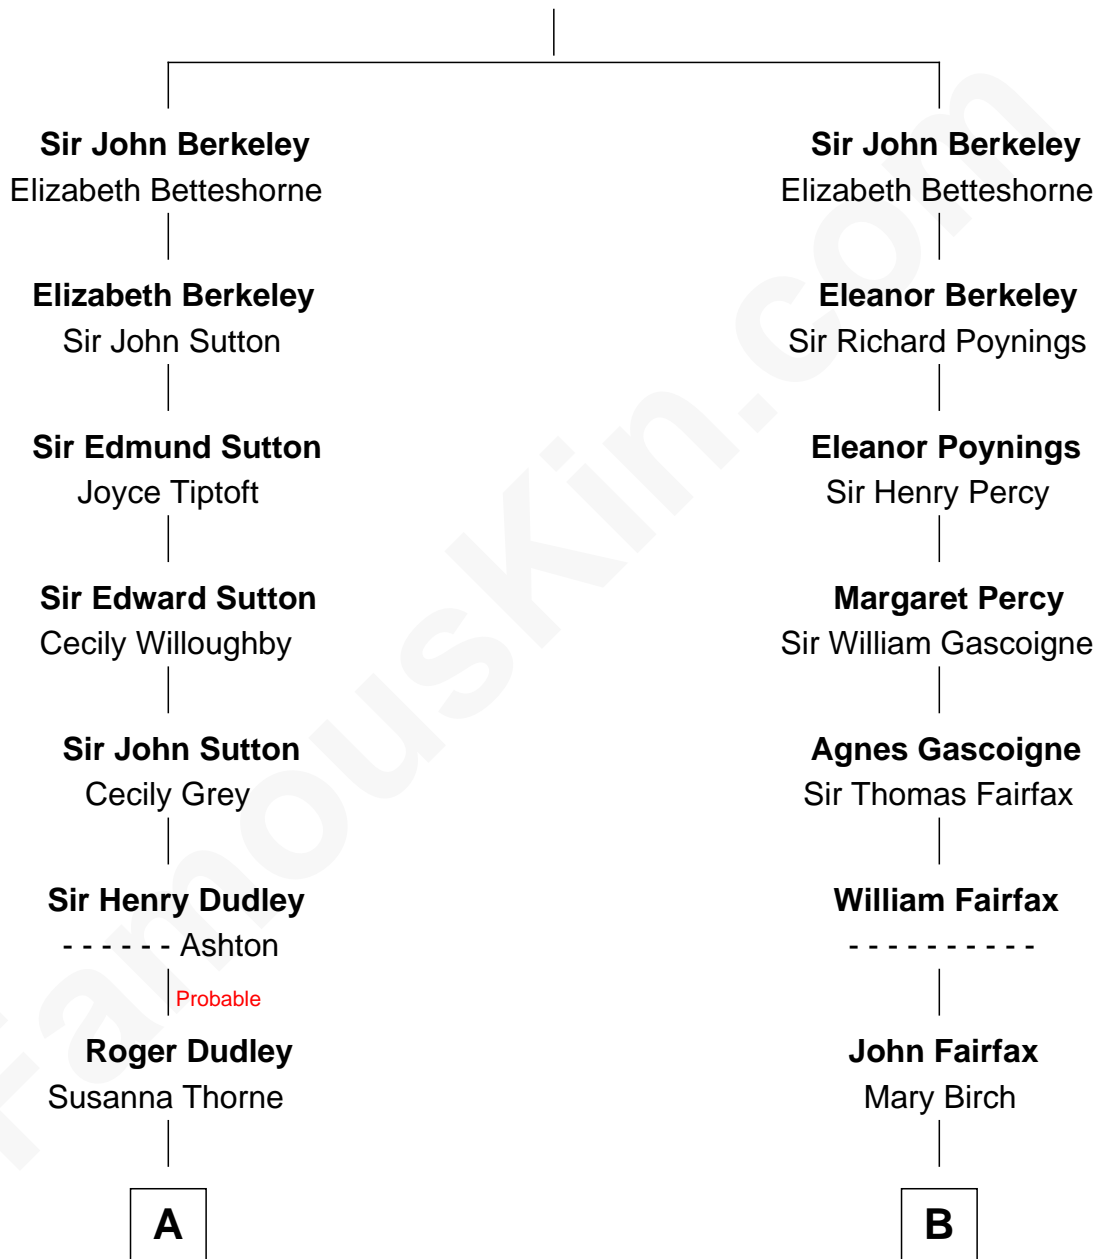 Sir John Berkeley
Elizabeth Betteshorne
Elizabeth Berkeley
Sir John Sutton
Sir Edmund Sutton
Joyce Tiptoft
Sir Edward Sutton
Cecily Willoughby
Sir John Sutton
Cecily Grey
Sir Henry Dudley
- - - - - - Ashton
Probable
Roger Dudley
Susanna Thorne
A
Sir John Berkeley
Elizabeth Betteshorne
Eleanor Berkeley
Sir Richard Poynings
Eleanor Poynings
Sir Henry Percy
Margaret Percy
Sir William Gascoigne
Agnes Gascoigne
Sir Thomas Fairfax
William Fairfax
- - - - - - - - - -
John Fairfax
Mary Birch
B
FamousKin.com